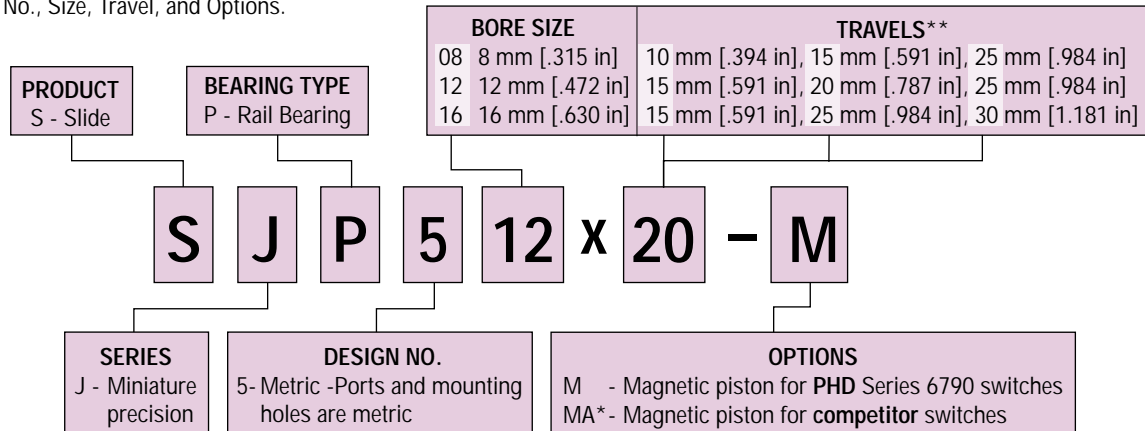 No., Size, Travel, and Options.
BORE SIZE
08 8 mm [.315 in]
12 12 mm [.472 in]
16 16 mm [.630 in]
TRAVELS**
10 mm [.394 in], 15 mm [.591 in], 25 mm [.984 in]
15 mm [.591 in], 20 mm [.787 in], 25 mm [.984 in]
15 mm [.591 in], 25 mm [.984 in], 30 mm [1.181 in]
PRODUCT
S - Slide
BEARING TYPE
P - Rail Bearing
S J P 5 12 x 20 – M
SERIES
J - Miniature
precision
DESIGN NO.
5- Metric -Ports and mounting
holes are metric
OPTIONS
M - Magnetic piston for PHD Series 6790 switches
MA*- Magnetic piston for competitor switches